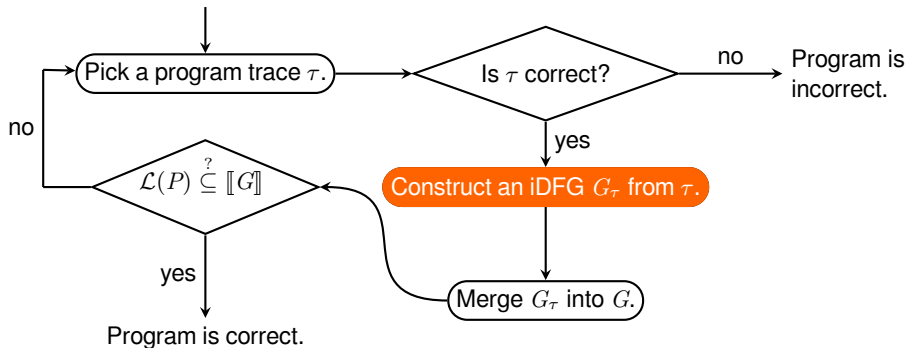 Pick a program trace τ.
Is τ correct?
no
Program is
incorrect.
yes
Construct an iDFG G_τ from τ.
Merge G_τ into G.
ℒ(P) ⊆? ⟦G⟧
no
yes
Program is correct.